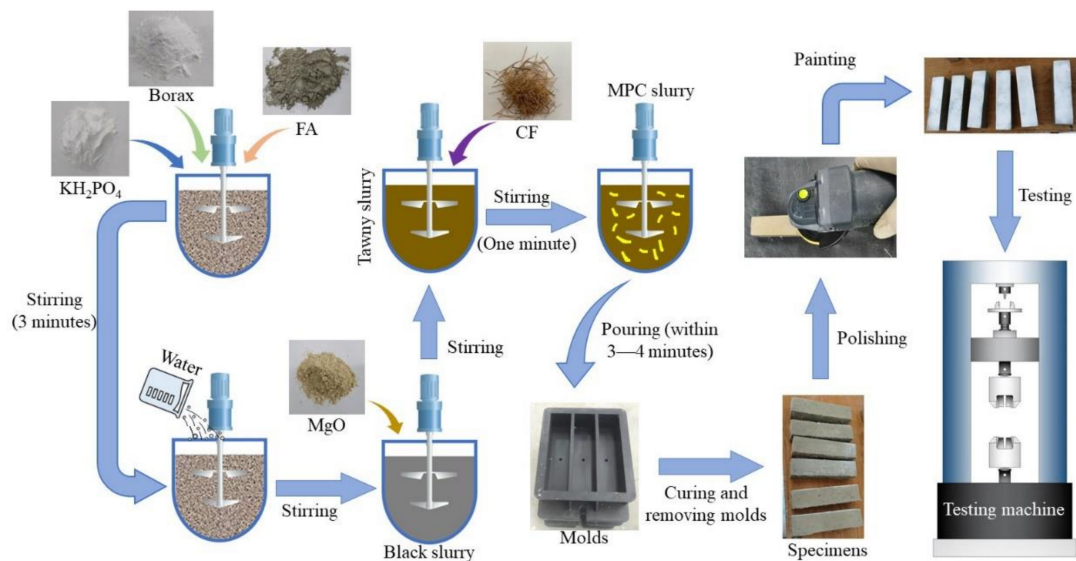 Borax
FA
KH₂PO₄
Stirring
(3 minutes)
Water
Stirring
MgO
Black slurry
Stirring
Tawny slurry
CF
Stirring
(One minute)
MPC slurry
Pouring (within
3—4 minutes)
Molds
Curing and
removing molds
Specimens
Polishing
Painting
Testing
Testing machine